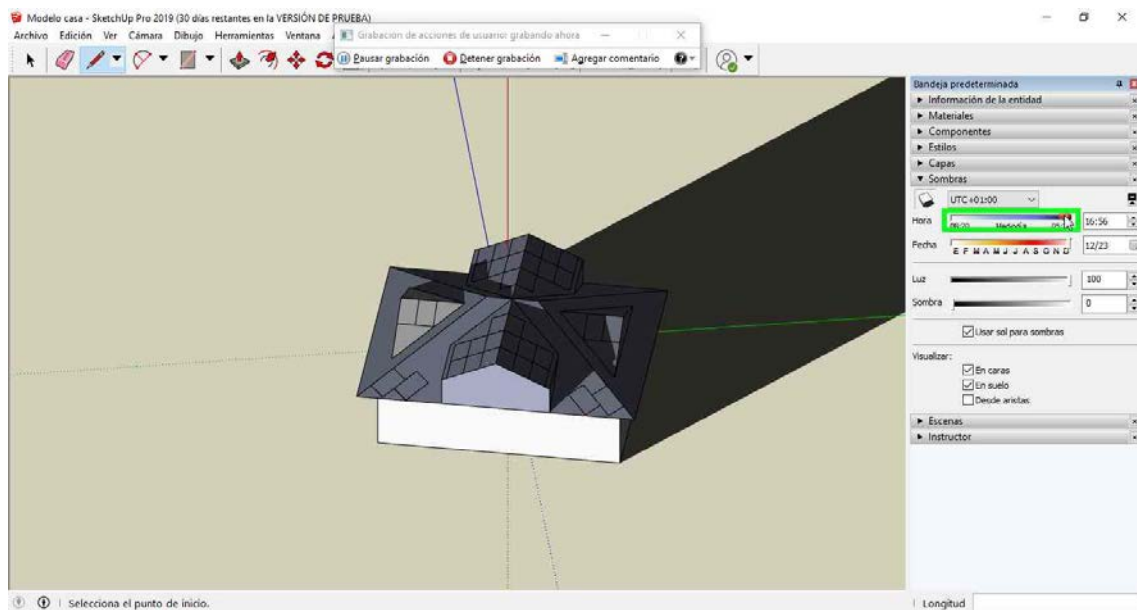 Modelo casa - SketchUp Pro 2019 (30 días restantes en la VERSIÓN DE PRUEBA)
Archivo Edición Ver Cámara Dibujo Herramientas Ventana
Grabación de acciones de usuario: grabando ahora
Pausar grabación Detener grabación Agregar comentario
Bandeja predeterminada
Información de la entidad
Materiales
Componentes
Estilos
Capas
Sombras
UTC+01:00
Hora 08:20 Mediodía 16:56
Fecha E F M A M J J A S O N D 12/23
Luz 100
Sombra 0
Usar sol para sombras
Visualizar:
En caras
En suelo
Desde aristas
Escenas
Instructor
Selecciona el punto de inicio. Longitud